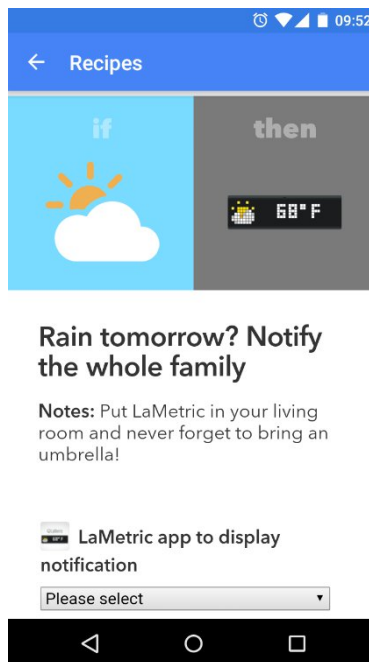 09:52
Recipes
if
then
68°F
Rain tomorrow? Notify
the whole family
Notes: Put LaMetric in your living
room and never forget to bring an
umbrella!
LaMetric app to display
notification
Please select